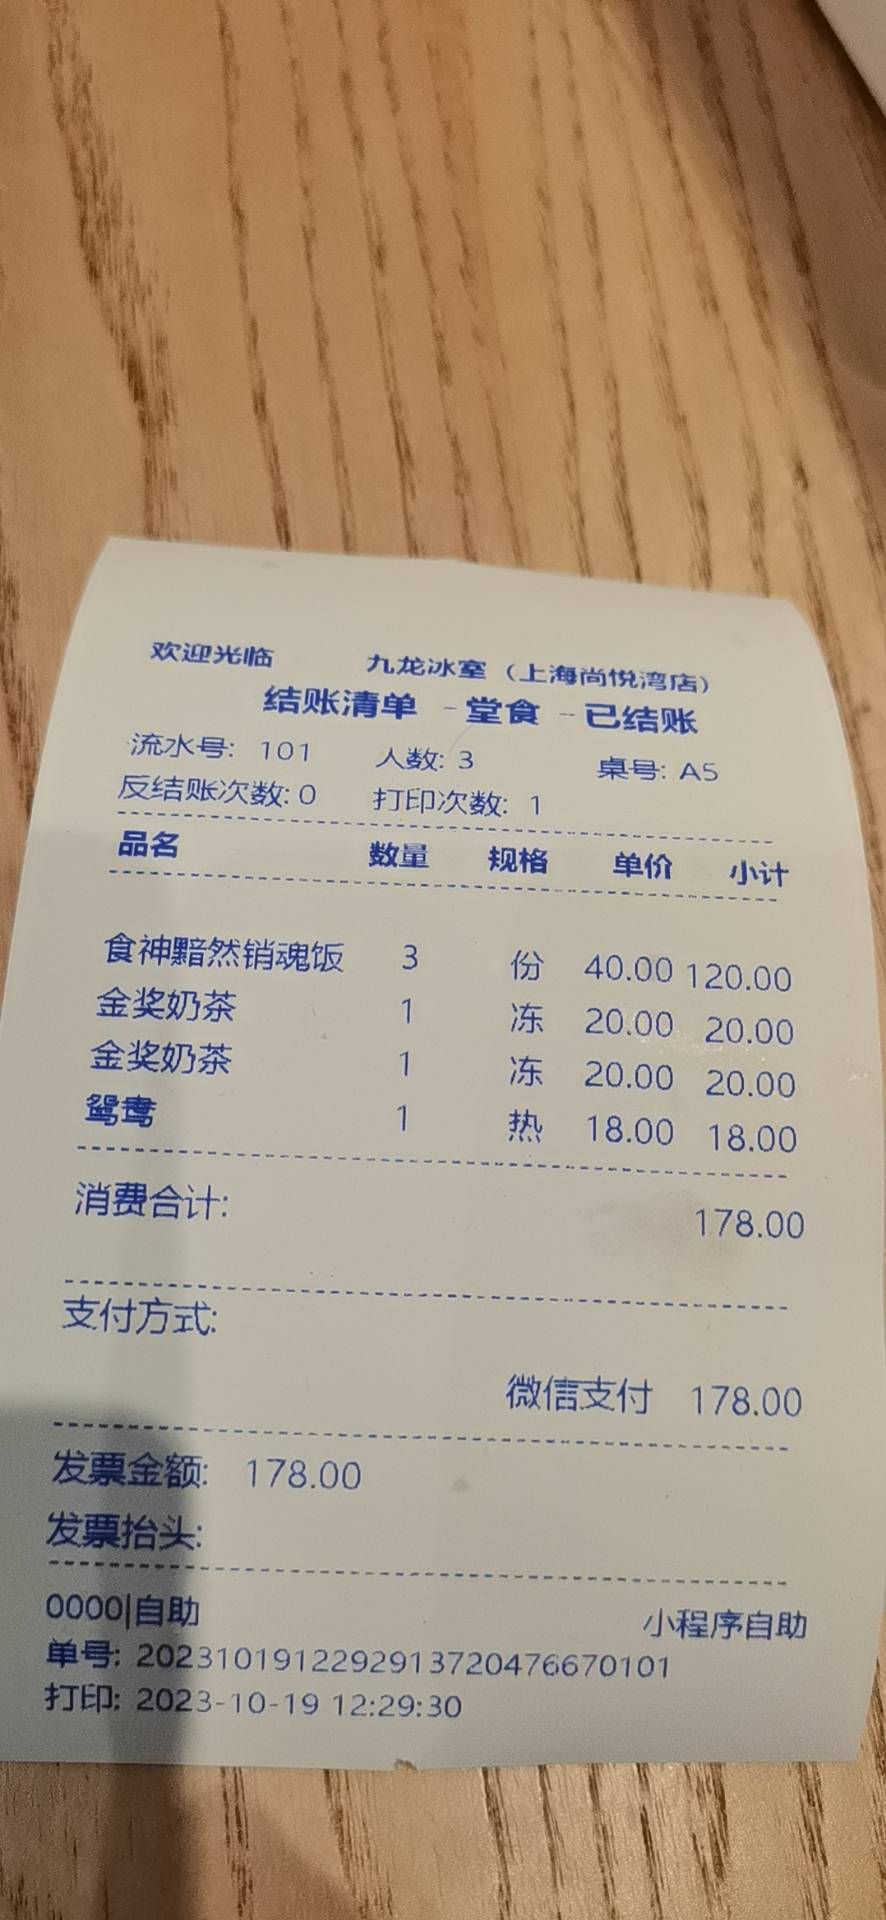 欢迎光临 九龙冰室（上海尚悦湾店）
结账清单 - 堂食 - 已结账
流水号: 101 人数: 3 桌号: A5
反结账次数: 0 打印次数: 1
品名 数量 规格 单价 小计
食神黯然销魂饭 3 份 40.00 120.00
金奖奶茶 1 冻 20.00 20.00
金奖奶茶 1 冻 20.00 20.00
鸳鸯 1 热 18.00 18.00
消费合计: 178.00
支付方式:
微信支付 178.00
发票金额: 178.00
发票抬头:
0000|自助 小程序自助
单号: 2023101912292913720476670101
打印: 2023-10-19 12:29:30